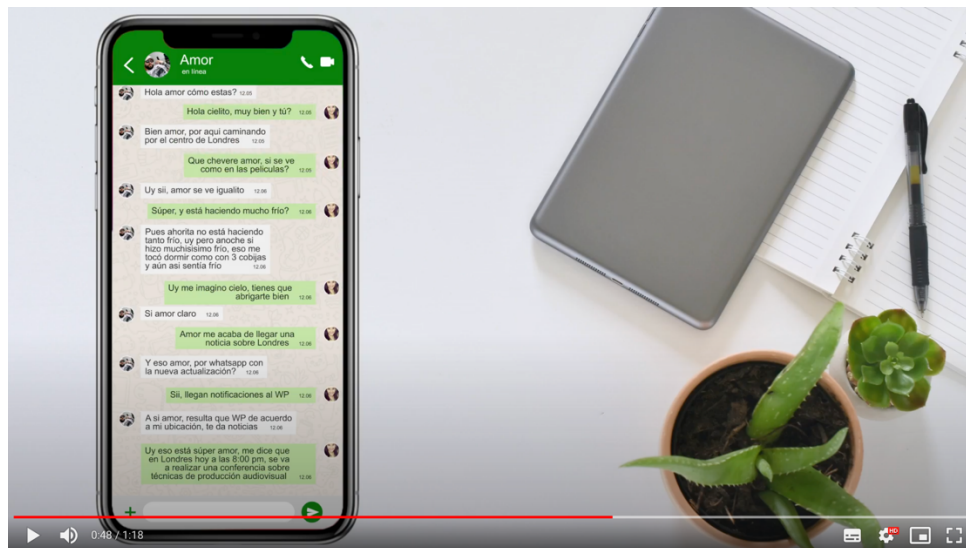 Amor
en línea
Hola amor cómo estas? 12.05
Hola cielito, muy bien y tú? 12.05
Bien amor, por aqui caminando
por el centro de Londres 12.05
Que chevere amor, si se ve
como en las peliculas? 12.05
Uy sii, amor se ve igualito 12.06
Súper, y está haciendo mucho frío? 12.06
Pues ahorita no está haciendo
tanto frío, uy pero anoche si
hizo muchisisimo frío, eso me
tocó dormir como con 3 cobijas
y aún asi sentía frío 12.06
Uy me imagino cielo, tienes que
abrigarte bien 12.06
Si amor claro 12.06
Amor me acaba de llegar una
noticia sobre Londres 12.06
Y eso amor, por whatsapp con
la nueva actualización? 12.06
Sii, llegan notificaciones al WP 12.06
A si amor, resulta que WP de acuerdo
a mi ubicación, te da noticias 12.06
Uy eso está súper amor, me dice que
en Londres hoy a las 8:00 pm, se va
a realizar una conferencia sobre
técnicas de producción audiovisual 12.06
0:48 / 1:18
HD